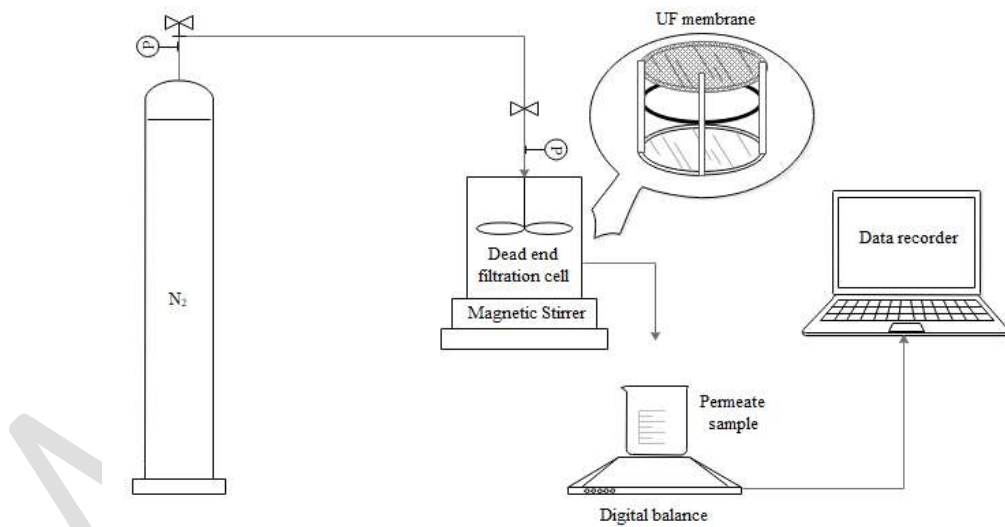 UF membrane
P
P
Data recorder
Dead end
filtration cell
N₂
Magnetic Stirrer
Permeate
sample
Digital balance